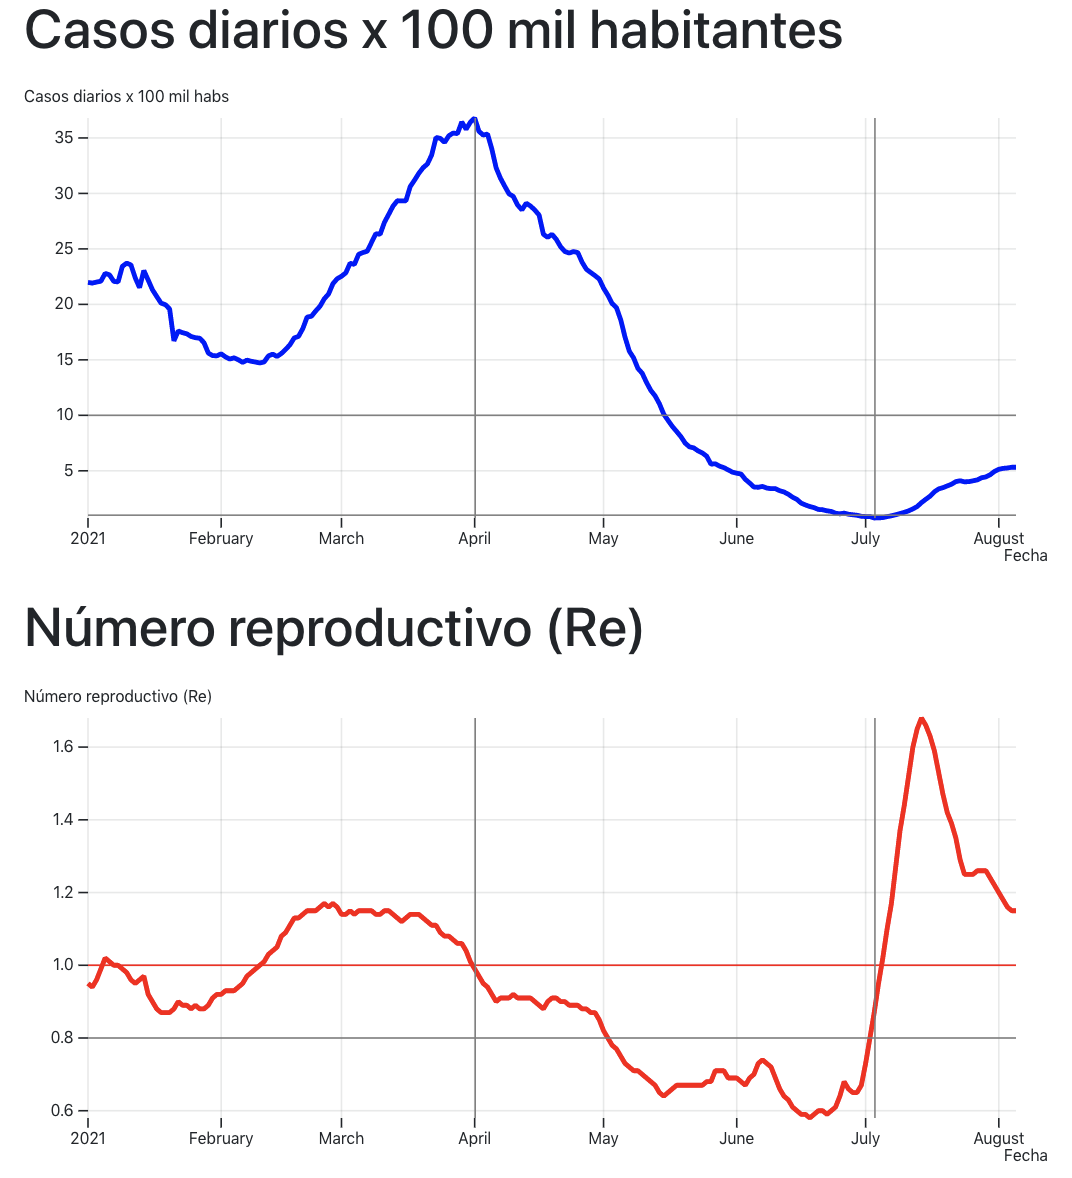 Casos diarios x 100 mil habitantes
Casos diarios x 100 mil habs
35
30
25
20
15
10
5
2021 February March April May June July August
Fecha
Número reproductivo (Re)
Número reproductivo (Re)
1.6
1.4
1.2
1.0
0.8
0.6
2021 February March April May June July August
Fecha